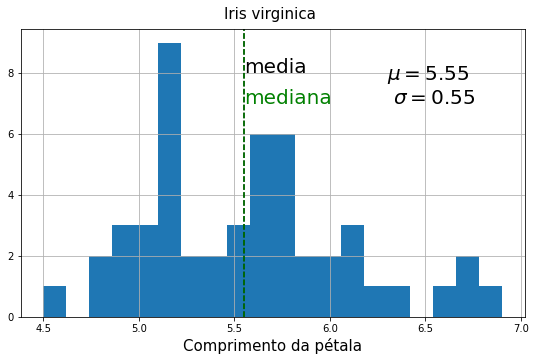 Iris virginica
media
μ = 5.55
mediana
σ = 0.55
8
6
4
2
0
4.5 5.0 5.5 6.0 6.5 7.0
Comprimento da pétala